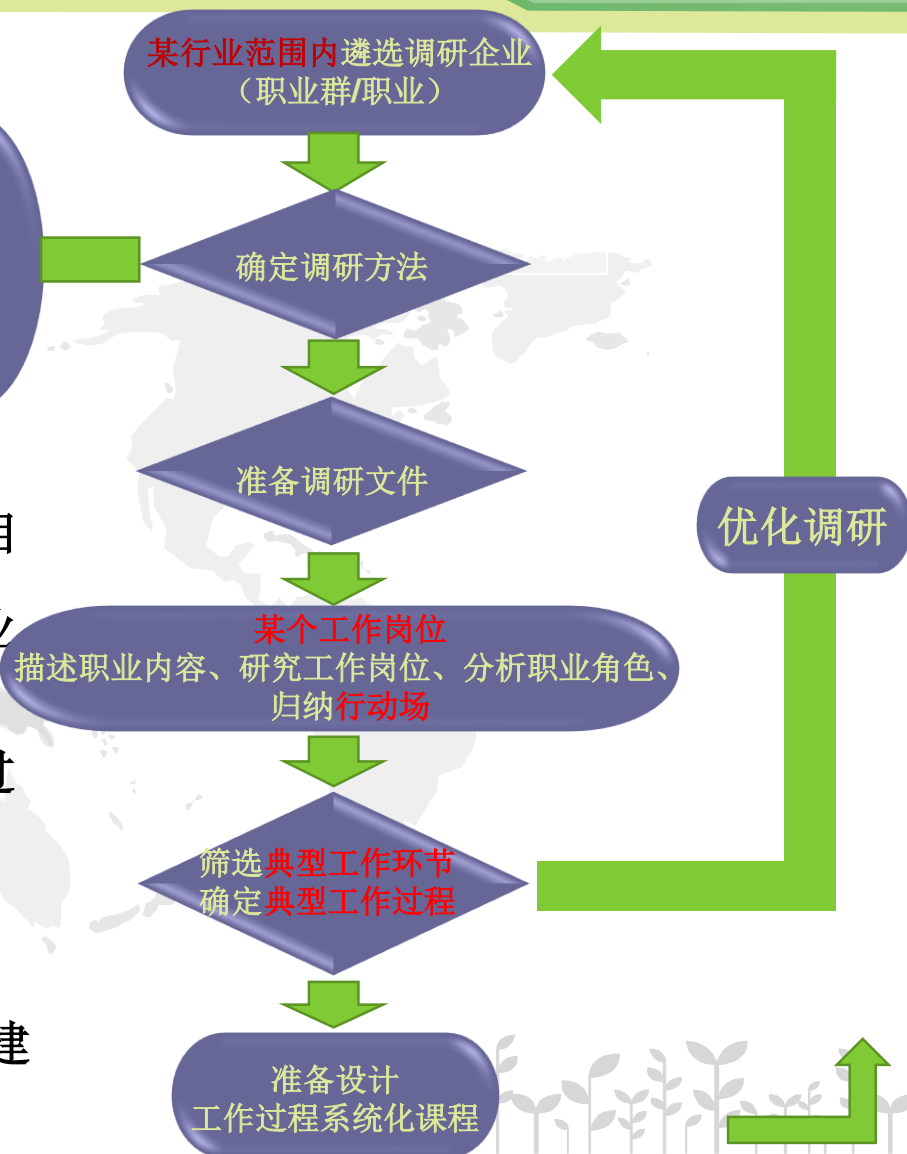 某行业范围内遴选调研企业
（职业群/职业）
确定调研方法
准备调研文件
优化调研
相
业
某个工作岗位
描述职业内容、研究工作岗位、分析职业角色、
归纳行动场
过
筛选典型工作环节
确定典型工作过程
建
准备设计
工作过程系统化课程